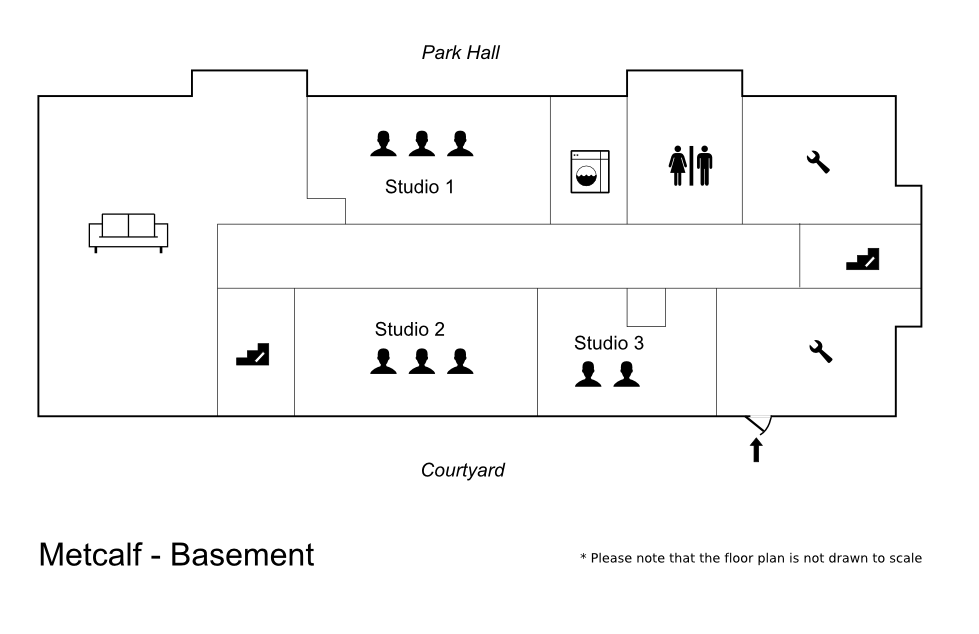 Park Hall
Studio 1
Studio 2
Studio 3
Courtyard
Metcalf - Basement
* Please note that the floor plan is not drawn to scale